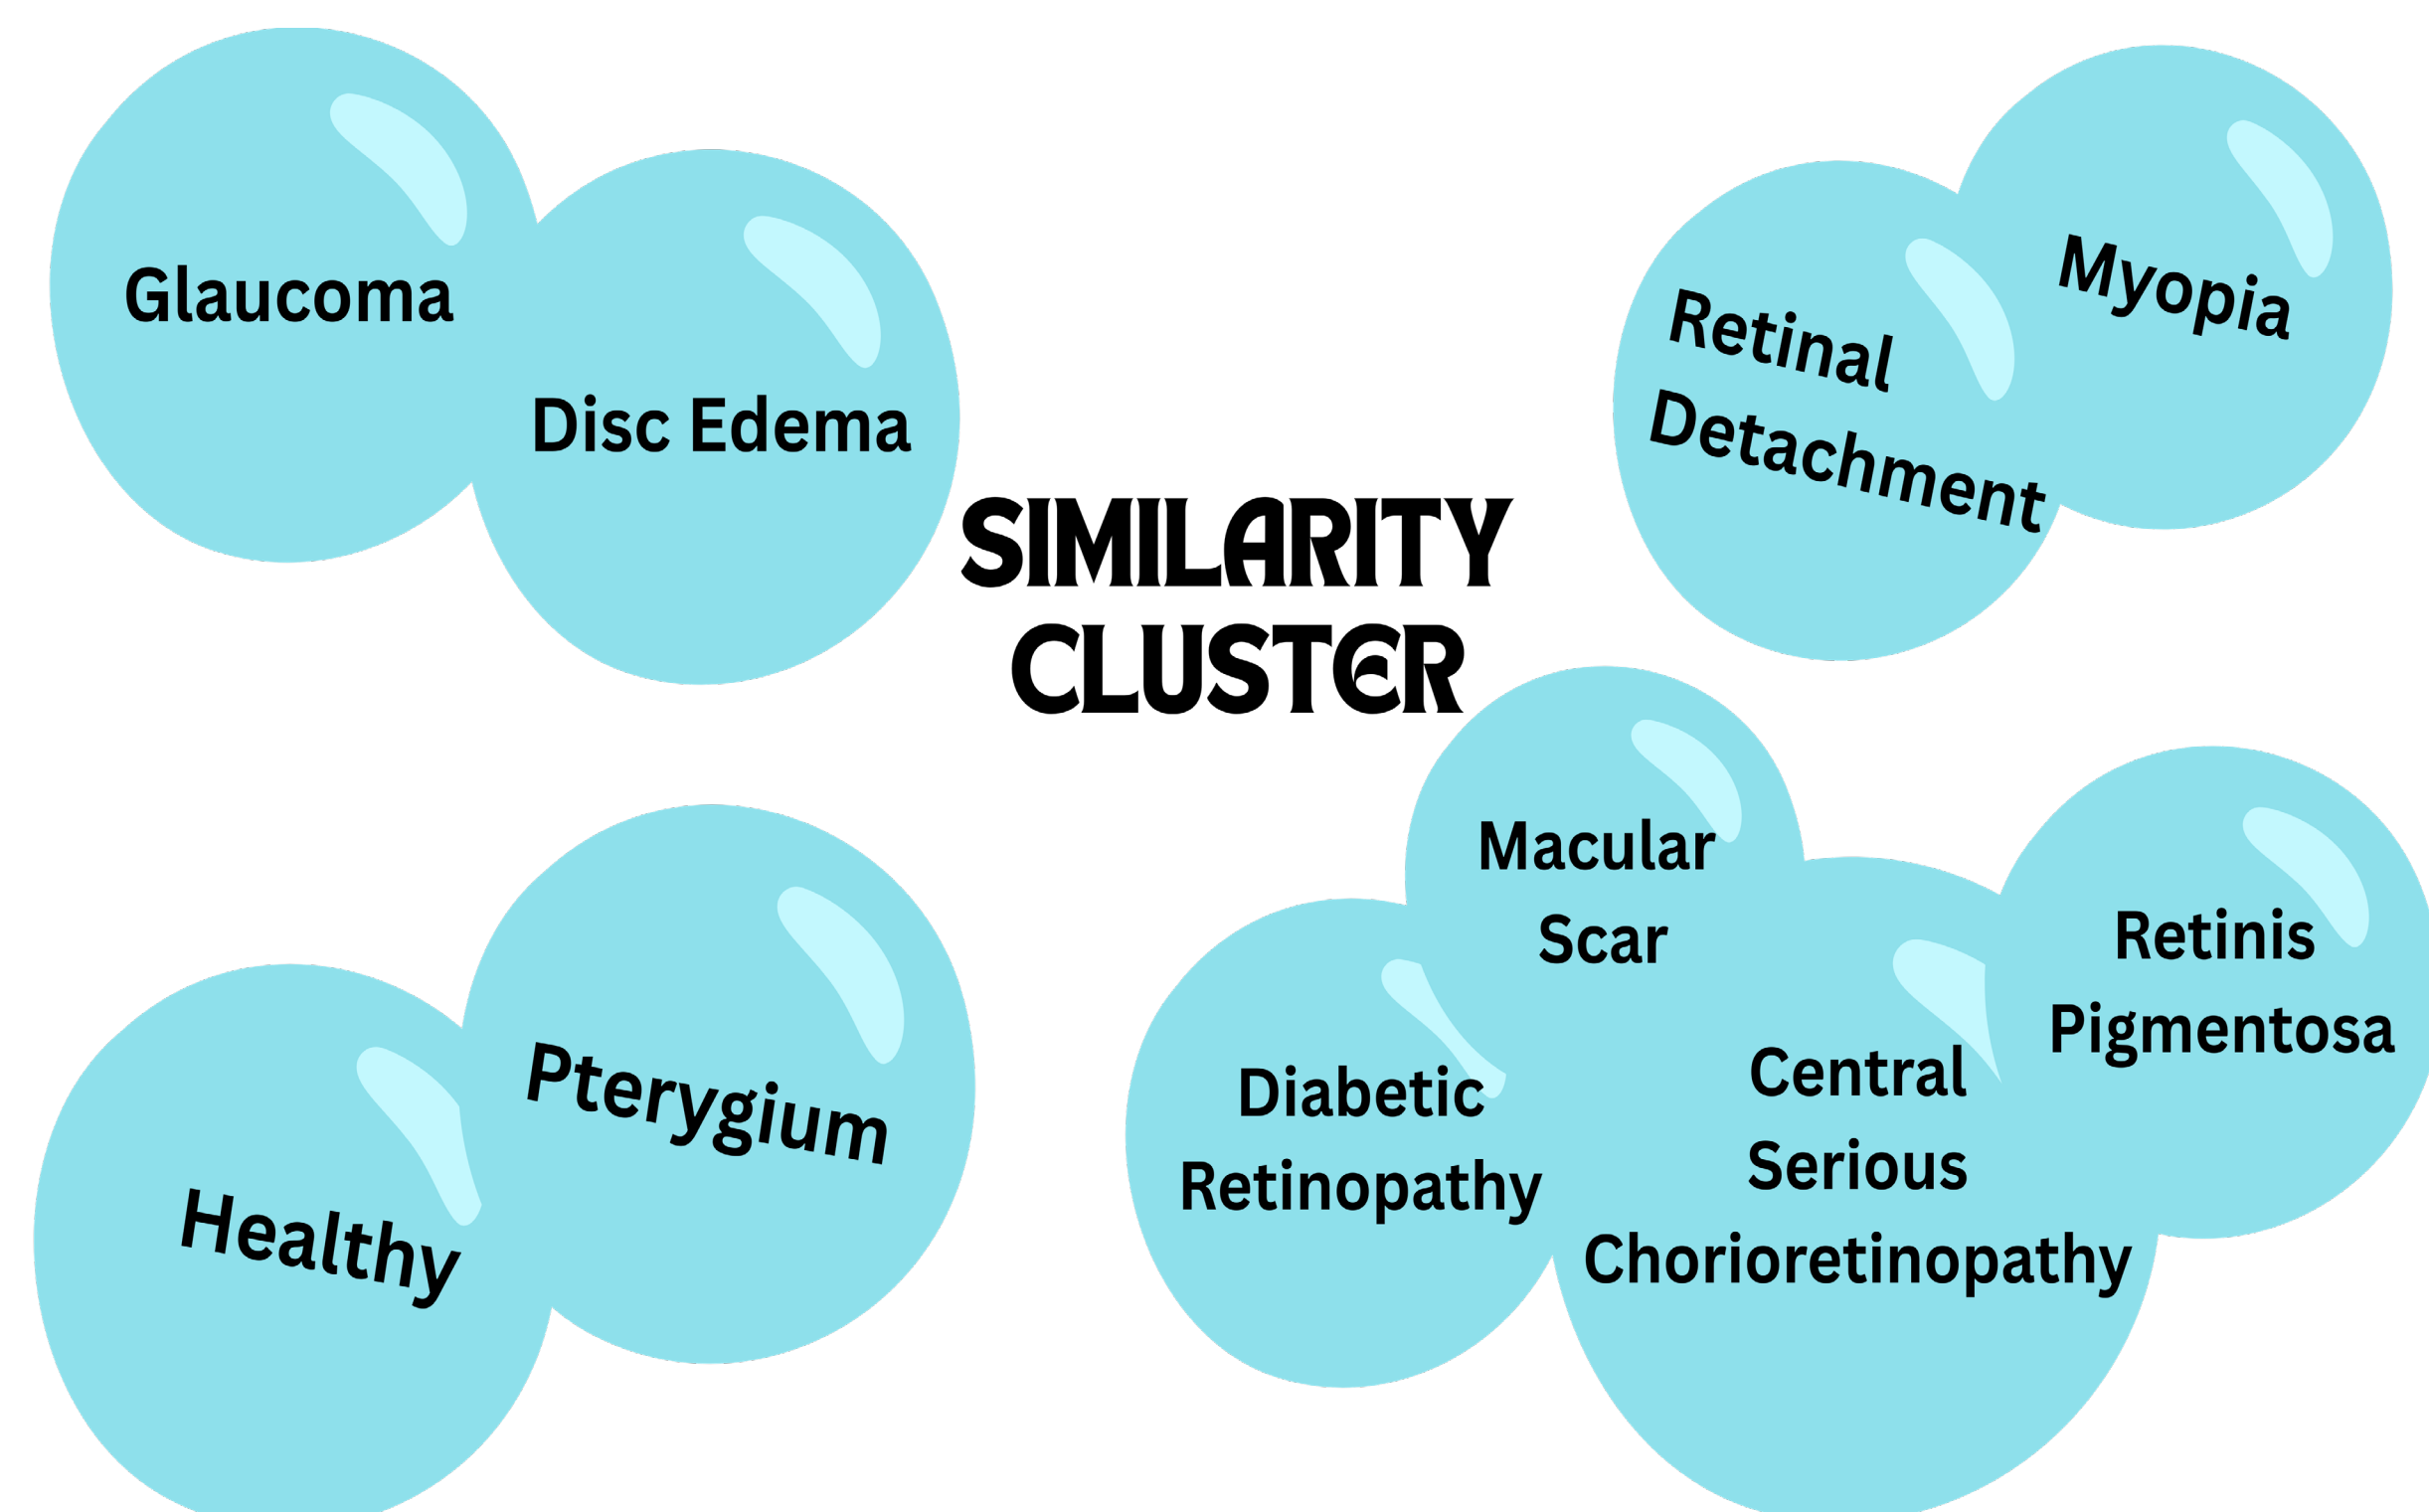 Glaucoma
Disc Edema
Retinal
Detachment
Myopia
SIMILARITY
CLUSTER
Healthy
Pterygium
Diabetic
Retinopathy
Macular
Scar
Central
Serious
Chorioretinopathy
Retinis
Pigmentosa